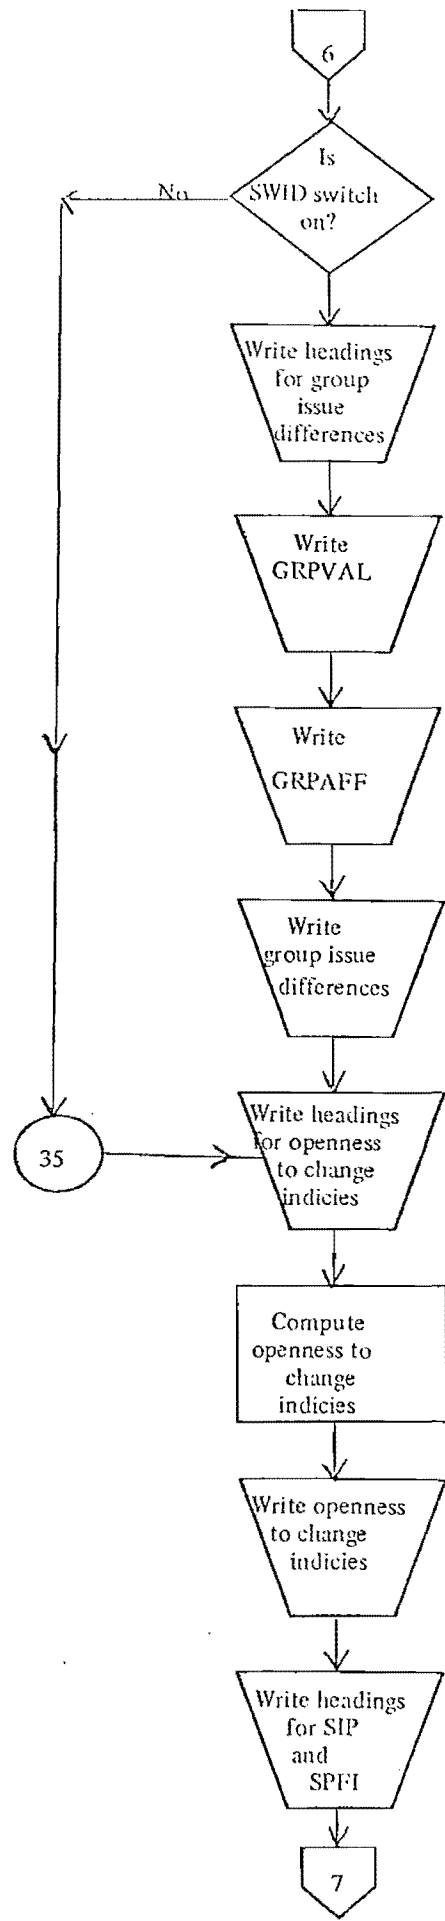 6
Is
SWID switch
on?
No
Write headings
for group
issue
differences
Write
GRPVAL
Write
GRPAFF
Write
group issue
differences
Write headings
for openness
to change
indicies
35
Compute
openness to
change
indicies
Write openness
to change
indicies
Write headings
for SIP
and
SPFI
7